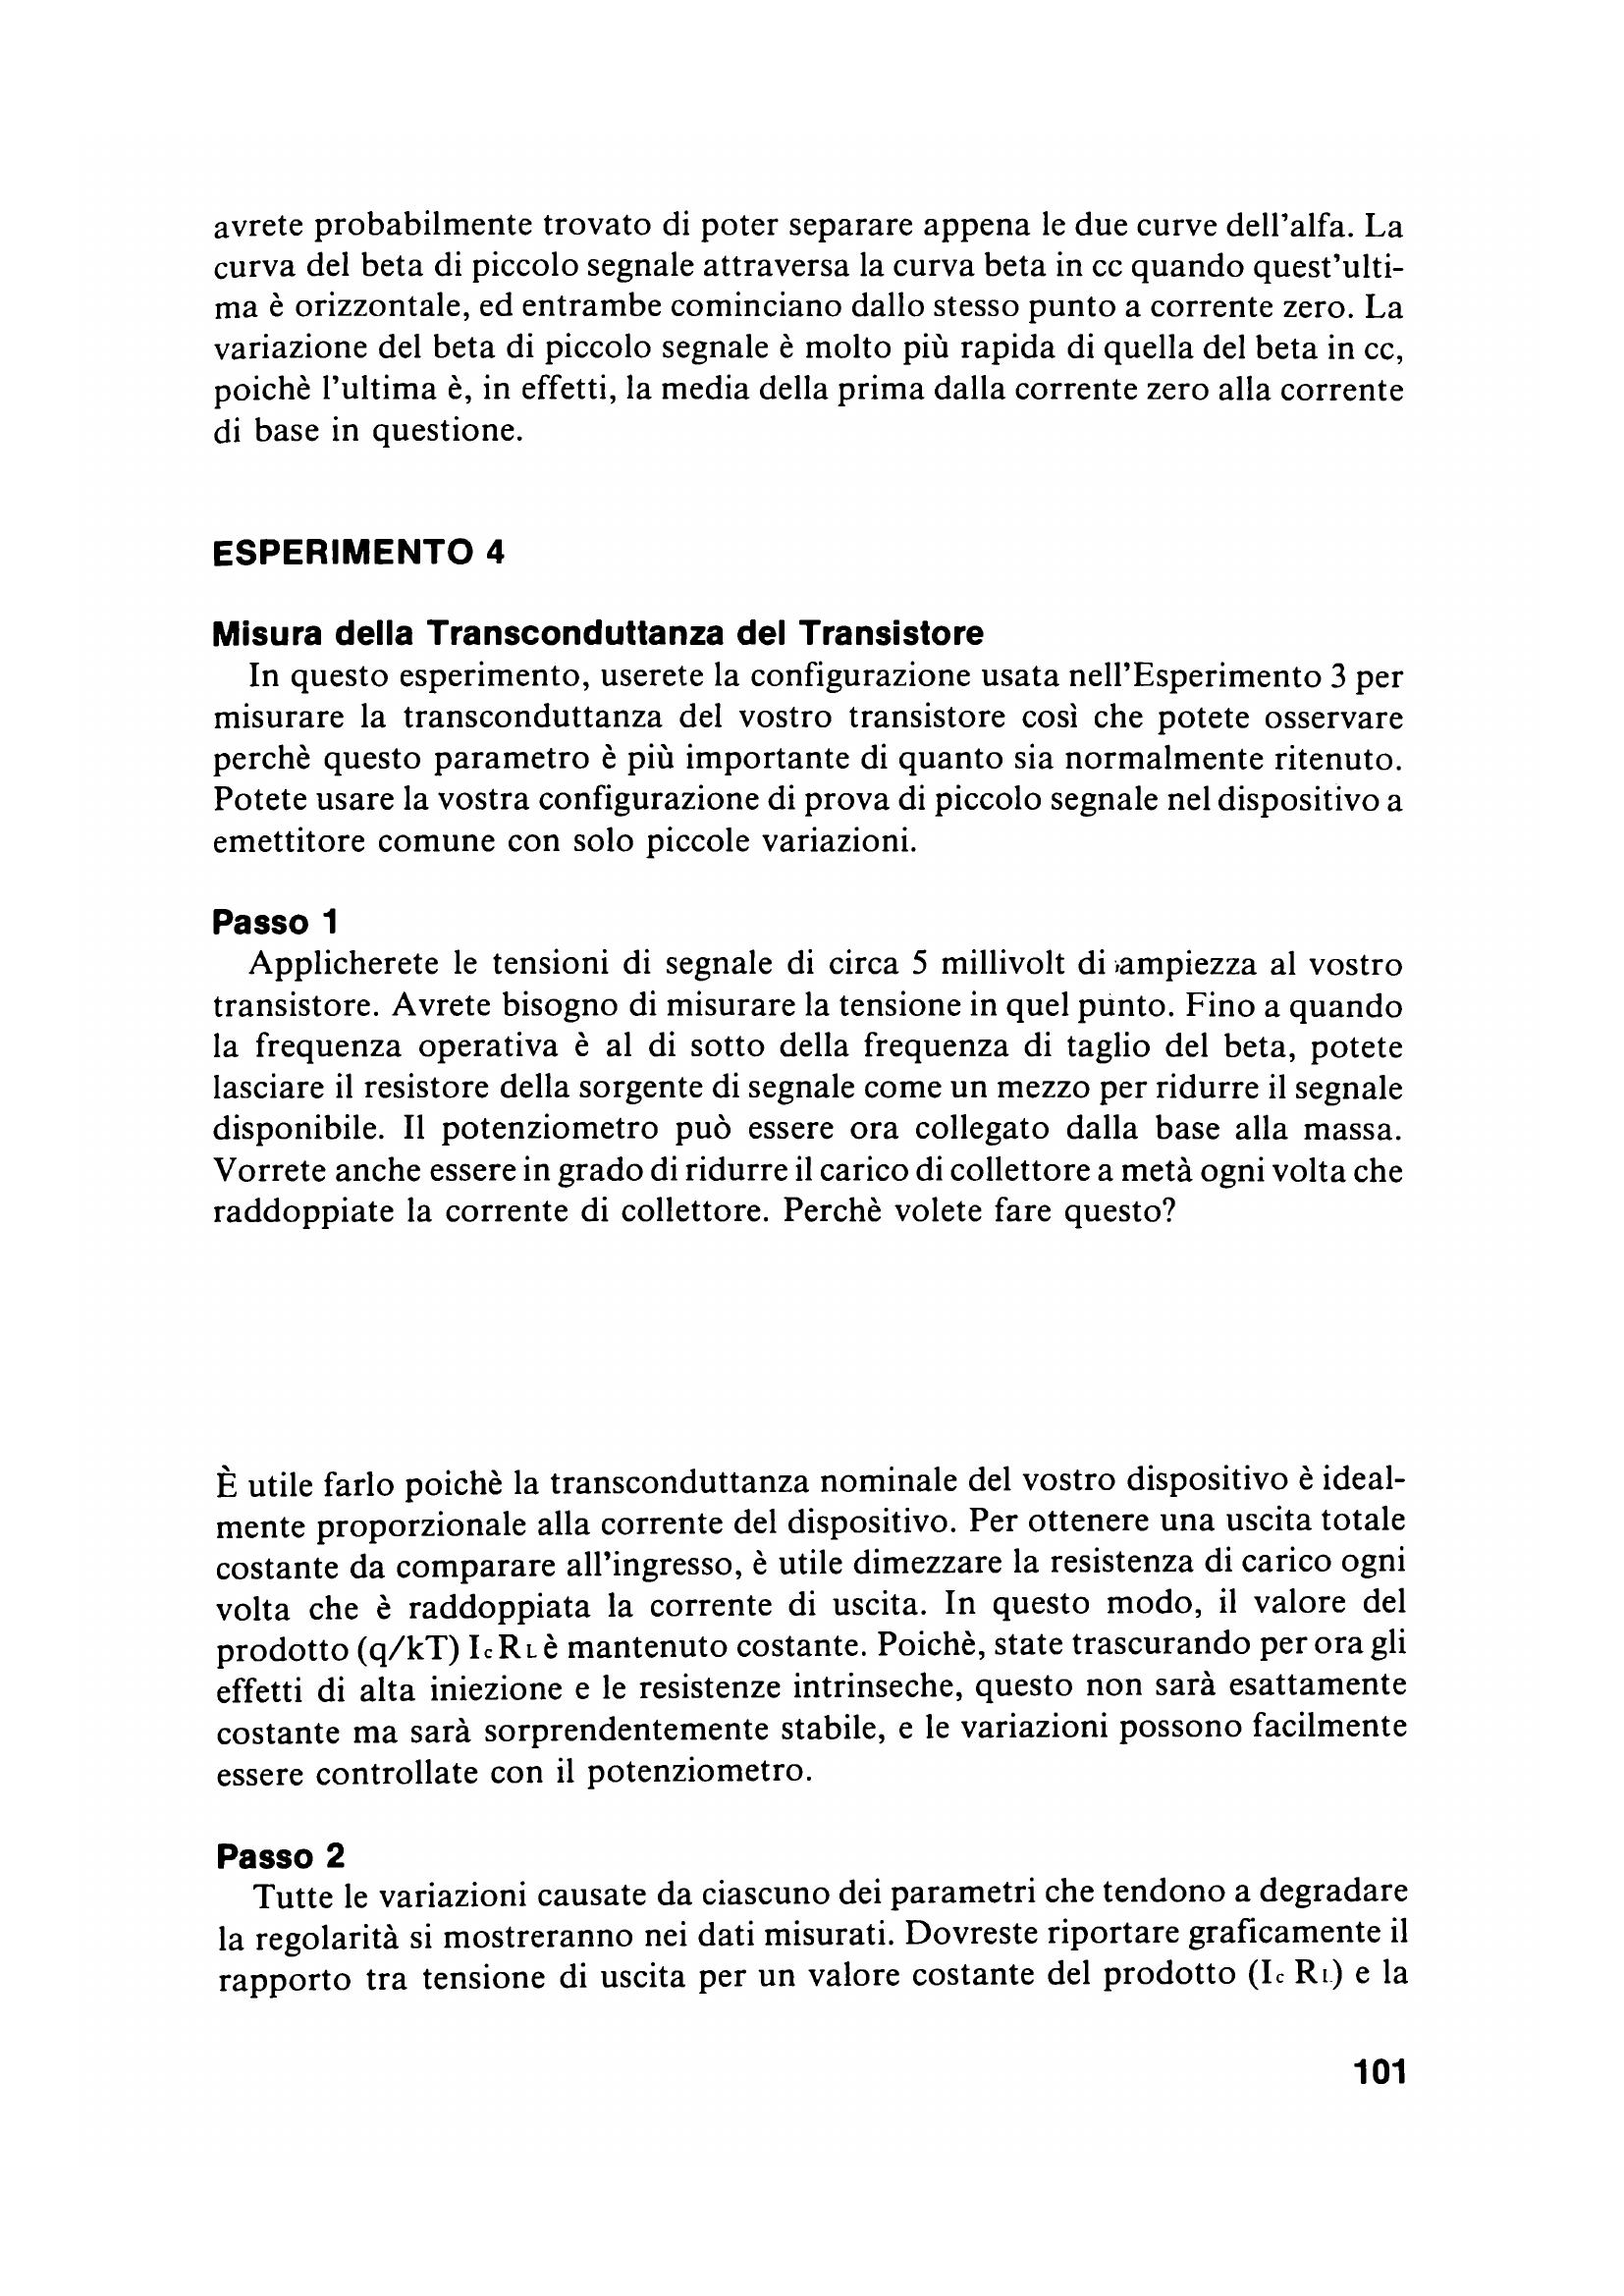 avrete probabilmente trovato di poter separare appena le due curve dell'alfa. La
curva del beta di piccolo segnale attraversa la curva beta in cc quando quest'ulti-
ma è orizzontale, ed entrambe cominciano dallo stesso punto a corrente zero. La
variazione del beta di piccolo segnale è molto più rapida di quella del beta in cc,
poichè l'ultima è, in effetti, la media della prima dalla corrente zero alla corrente
di base in questione.
ESPERIMENTO 4
Misura della Transconduttanza del Transistore
In questo esperimento, userete la configurazione usata nell'Esperimento 3 per
misurare la transconduttanza del vostro transistore così che potete osservare
perchè questo parametro è più importante di quanto sia normalmente ritenuto.
Potete usare la vostra configurazione di prova di piccolo segnale nel dispositivo a
emettitore comune con solo piccole variazioni.
Passo 1
Applicherete le tensioni di segnale di circa 5 millivolt di ampiezza al vostro
transistore. Avrete bisogno di misurare la tensione in quel punto. Fino a quando
la frequenza operativa è al di sotto della frequenza di taglio del beta, potete
lasciare il resistore della sorgente di segnale come un mezzo per ridurre il segnale
disponibile. Il potenziometro può essere ora collegato dalla base alla massa.
Vorrete anche essere in grado di ridurre il carico di collettore a metà ogni volta che
raddoppiate la corrente di collettore. Perchè volete fare questo?
È utile farlo poichè la transconduttanza nominale del vostro dispositivo è ideal-
mente proporzionale alla corrente del dispositivo. Per ottenere una uscita totale
costante da comparare all'ingresso, è utile dimezzare la resistenza di carico ogni
volta che è raddoppiata la corrente di uscita. In questo modo, il valore del
prodotto (q/kT) Ic RL è mantenuto costante. Poichè, state trascurando per ora gli
effetti di alta iniezione e le resistenze intrinseche, questo non sarà esattamente
costante ma sarà sorprendentemente stabile, e le variazioni possono facilmente
essere controllate con il potenziometro.
Passo 2
Tutte le variazioni causate da ciascuno dei parametri che tendono a degradare
la regolarità si mostreranno nei dati misurati. Dovreste riportare graficamente il
rapporto tra tensione di uscita per un valore costante del prodotto (Ic RL) e la
101